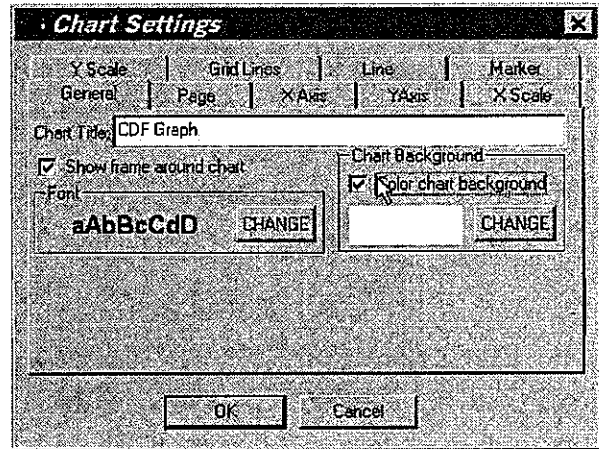 Chart Settings
Y Scale Grid Lines Line Marker
General Page X Axis Y Axis X Scale
Chart Title: CDF Graph
Show frame around chart
Chart Background
Color chart background
Font
aAbBcCdD CHANGE
CHANGE
OK Cancel